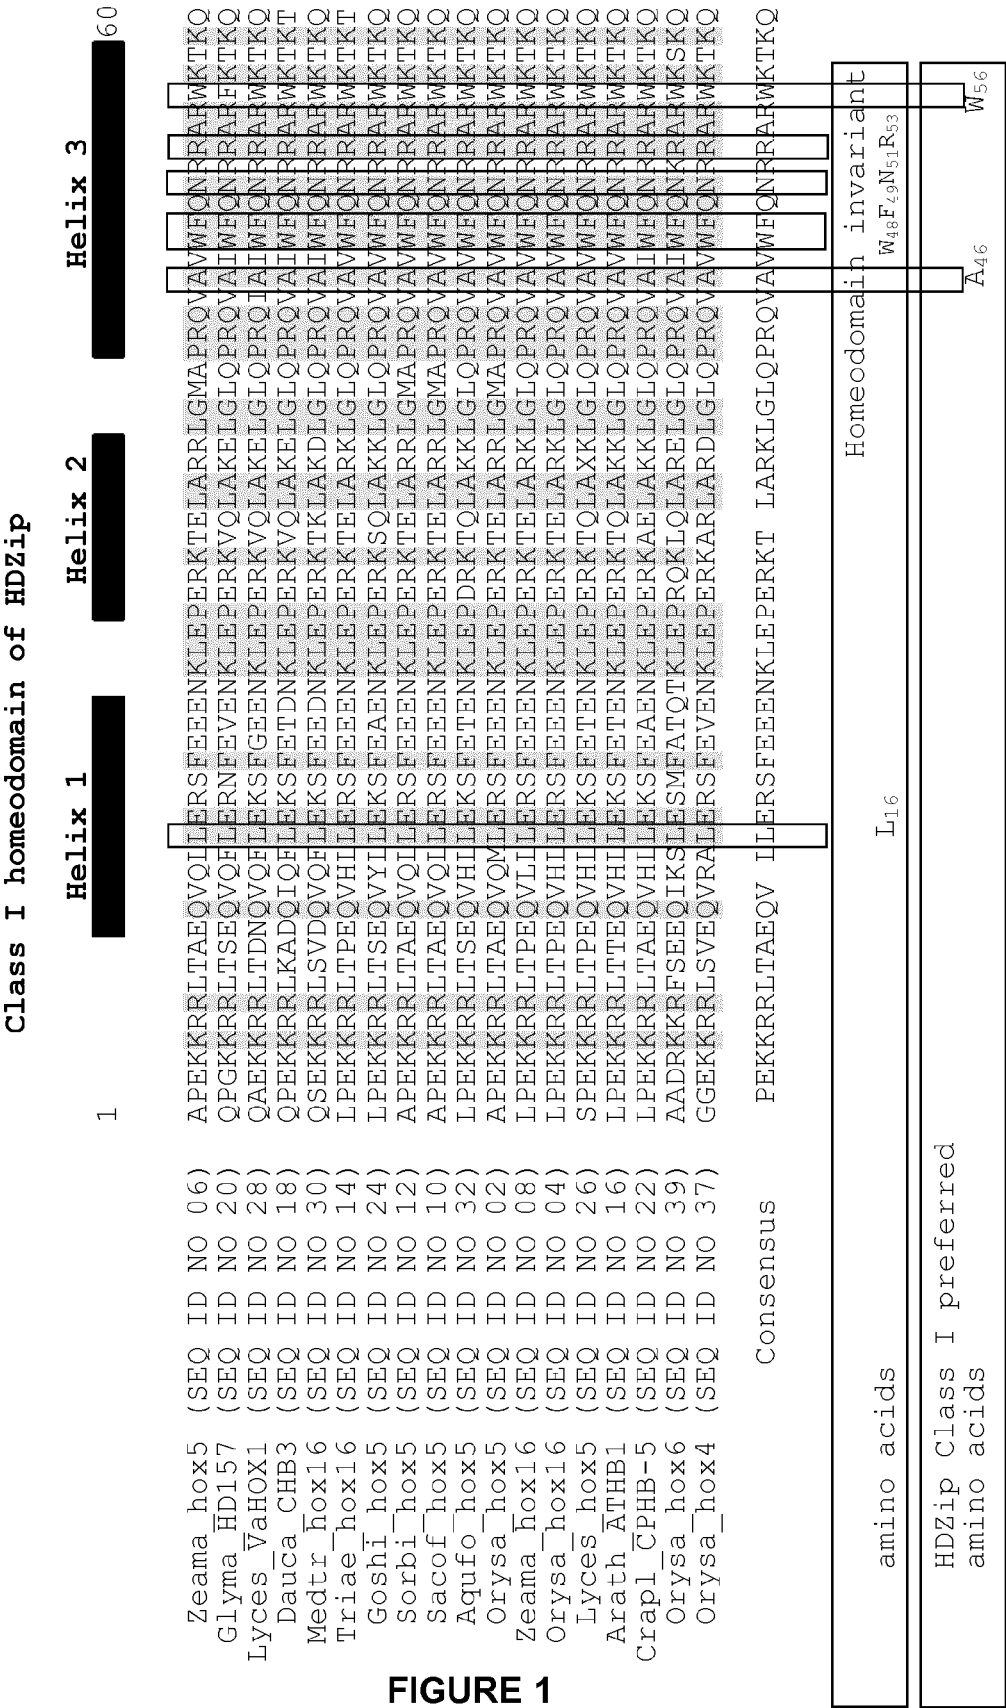 Class I homeodomain of HDZip
Helix 1 Helix 2 Helix 3
1 60
Zeama_hox5 (SEQ ID NO 06) APEKKRRLTAEQVQLLERSFEEENKLEPERKTELARRLGMAPRQVAVWFQNRRARWKTKQ
Glyma_HD157 (SEQ ID NO 20) QPGKKRRLTSEQVQFLERNFEVENKLEPERKVQLAKELGLQPRQVAIWFQNRRARFKTKQ
Lyces_VaHOX1 (SEQ ID NO 28) QAEKKRRLTDNQVQFLEKSFGEENKLEPERKVQLAKELGLQPRQIAIWFQNRRARWKTKQ
Dauca_CHB3 (SEQ ID NO 18) QPEKKRRLKADQIQFLEKSFETDNKLEPERKVQLAKELGLQPRQVAIWFQNRRARWKTKT
Medtr_hox16 (SEQ ID NO 30) QSEKKRRLSVDQVQFLEKSFEEDNKLEPERKTKLAKDLGLQPRQVAIWFQNRRARWKTKQ
Triae_hox16 (SEQ ID NO 14) LPEKKRRLTPEQVHLLERSFEEENKLEPERKTELARKLGLQPRQVAVWFQNRRARWKTKT
Goshi_hox5 (SEQ ID NO 24) LPEKKRRLTSEQVYLLEKSFEAENKLEPERKSQLAKKLGLQPRQVAVWFQNRRARWKTKQ
Sorbi_hox5 (SEQ ID NO 12) APEKKRRLTAEQVQLLERSFEEENKLEPERKTELARRLGMAPRQVAVWFQNRRARWKTKQ
Sacof_hox5 (SEQ ID NO 10) APEKKRRLTAEQVQLLERSFEEENKLEPERKTELARRLGMAPRQVAVWFQNRRARWKTKQ
Aqufo_hox5 (SEQ ID NO 32) LPEKKRRLTSEQVHLLEKSFETENKLEPDRKTQLAKKLGLQPRQVAVWFQNRRARWKTKQ
Orysa_hox5 (SEQ ID NO 02) APEKKRRLTAEQVQMLERSFEEENKLEPERKTELARRLGMAPRQVAVWFQNRRARWKTKQ
Zeama_hox16 (SEQ ID NO 08) LPEKKRRLTPEQVLLLERSFEEENKLEPERKTELARKLGLQPRQVAVWFQNRRARWKTKQ
Orysa_hox16 (SEQ ID NO 04) LPEKKRRLTPEQVHLLERSFEEENKLEPERKTELARKLGLQPRQVAVWFQNRRARWKTKQ
Lyces_hox5 (SEQ ID NO 26) SPEKKRRLTPEQVHLLEKSFETENKLEPERKTQLAXKLGLQPRQVAVWFQNRRARWKTKQ
Arath_ATHB1 (SEQ ID NO 16) LPEKKRRLTTEQVHLLEKSFETENKLEPERKTQLAKKLGLQPRQVAVWFQNRRARWKTKQ
Crapl_CPHB-5 (SEQ ID NO 22) LPEKKRRLTAEQVHLLEKSFEAENKLEPERKAELAKKLGLQPRQVAIWFQNRRARWKTKQ
Orysa_hox6 (SEQ ID NO 39) AADRKKRFSEEQIKSLESMFATQTKLEPRQKLQLARELGLQPRQVAIWFQNKRARWKSKQ
Orysa_hox4 (SEQ ID NO 37) GGEKKRRLSVEQVRALERSFEVENKLEPERKARLARDLGLQPRQVAVWFQNRRARWKTKQ
Consensus PEKKRRLTAEQV LLERSFEEENKLEPERKT LARKLGLQPRQVAVWFQNRRARWKTKQ
Homeodomain invariant
amino acids L16 W48F49N51R53
HDZip Class I preferred
amino acids A46 W56
FIGURE 1